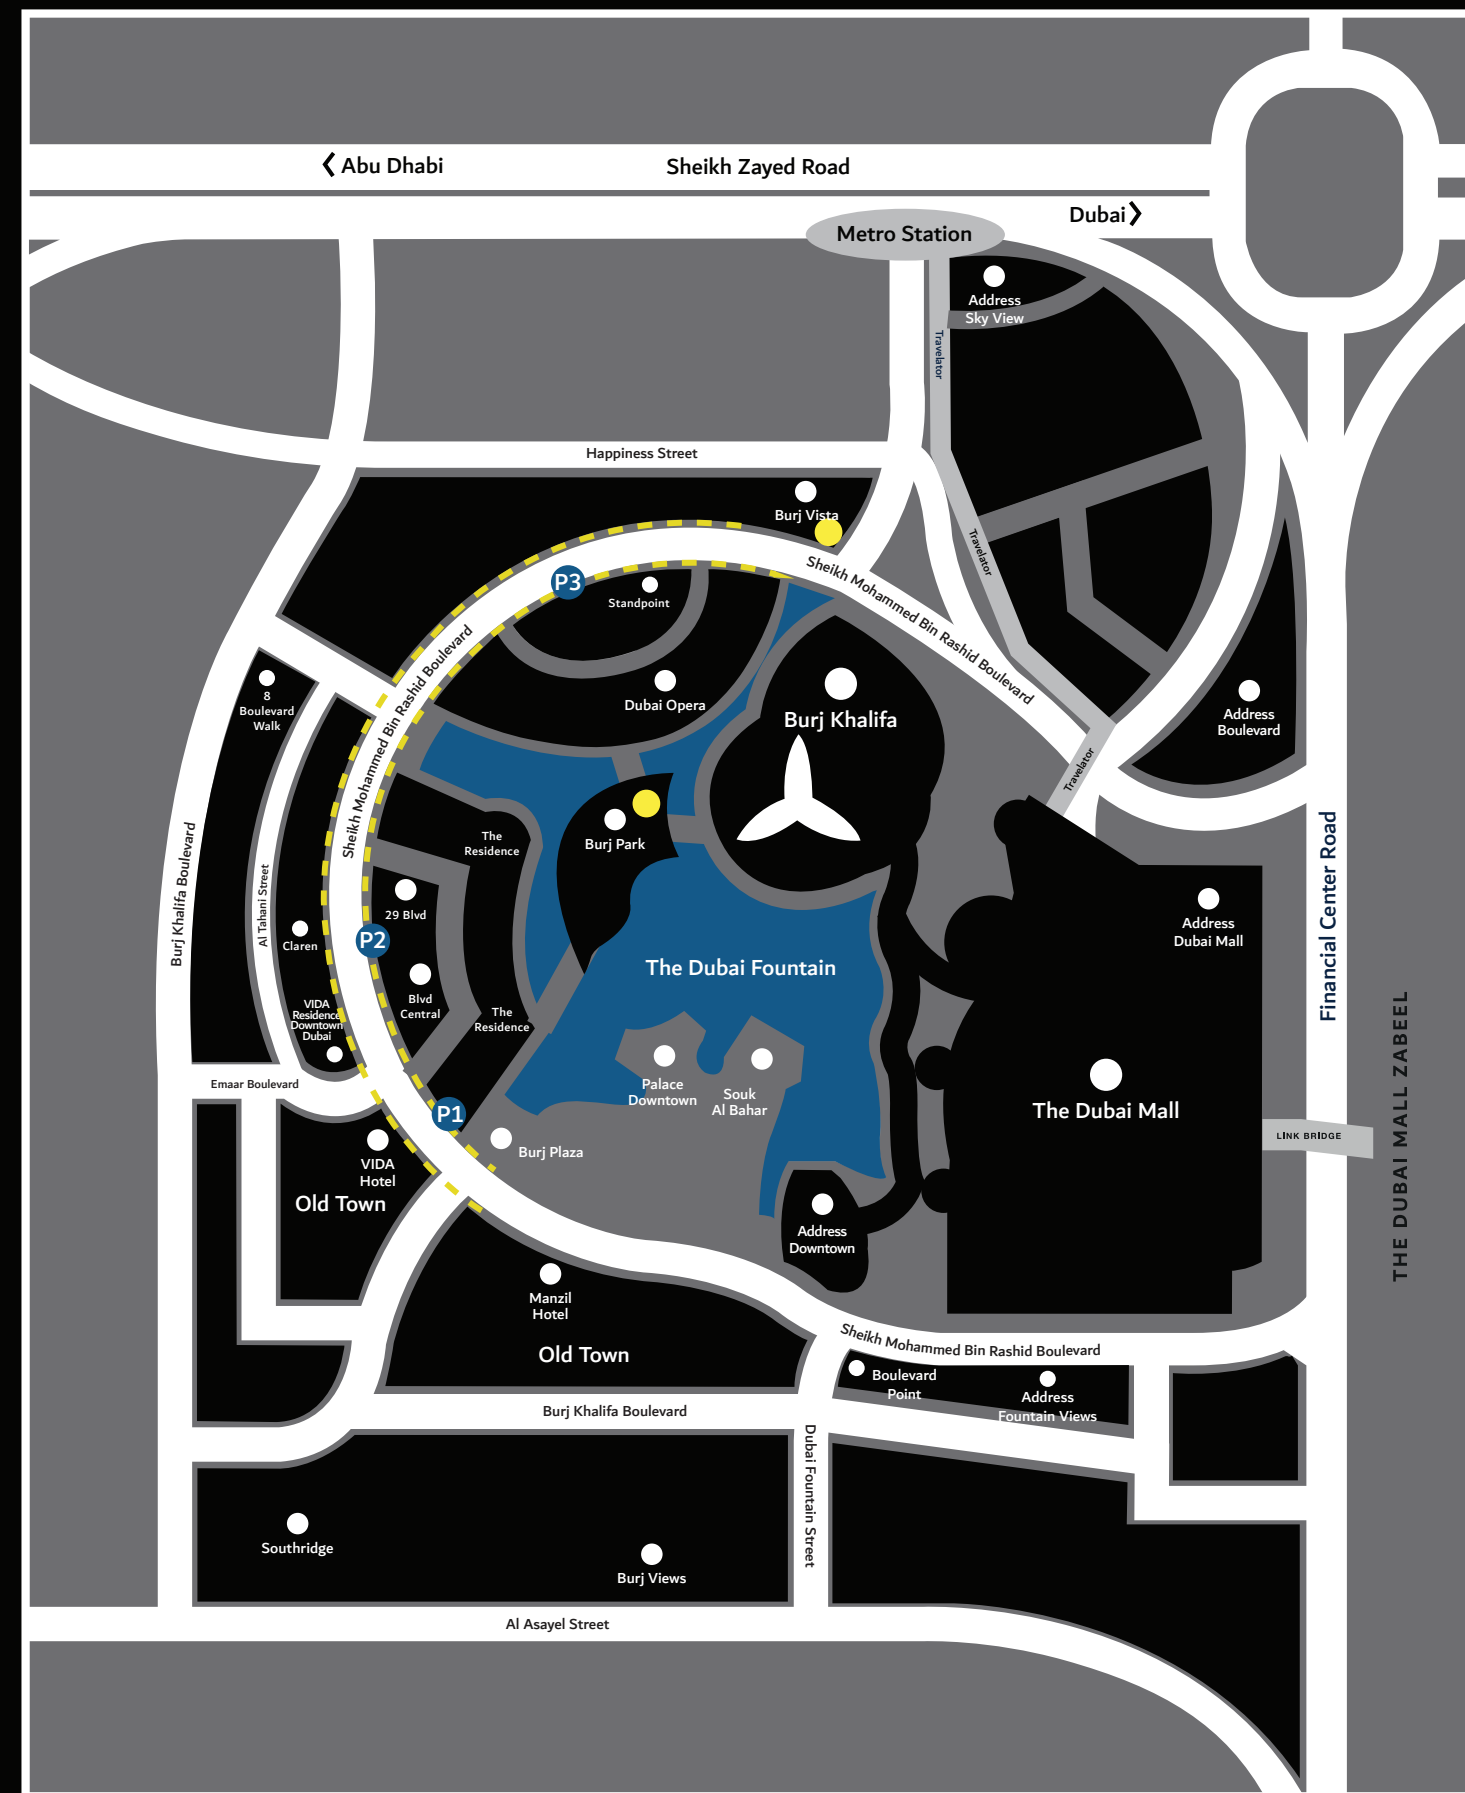 Abu Dhabi
Sheikh Zayed Road
Dubai
Metro Station
Address
Sky View
Travelator
Happiness Street
Burj Vista
Sheikh Mohammed Bin Rashid Boulevard
Travelator
P3
Standpoint
Sheikh Mohammed Bin Rashid Boulevard
8
Boulevard
Walk
Dubai Opera
Burj Khalifa
Address
Boulevard
Travelator
Burj Khalifa Boulevard
Al Tahani Street
The
Residence
Burj Park
29 Blvd
Claren
P2
Address
Dubai Mall
Financial Center Road
The Dubai Fountain
Blvd
Central
VIDA
Residence
Downtown
Dubai
The
Residence
Emaar Boulevard
Palace
Downtown
Souk
Al Bahar
The Dubai Mall
P1
LINK BRIDGE
THE DUBAI MALL ZABEEL
Burj Plaza
VIDA
Hotel
Old Town
Address
Downtown
Manzil
Hotel
Old Town
Sheikh Mohammed Bin Rashid Boulevard
Boulevard
Point
Address
Fountain Views
Burj Khalifa Boulevard
Dubai Fountain Street
Southridge
Burj Views
Al Asayel Street